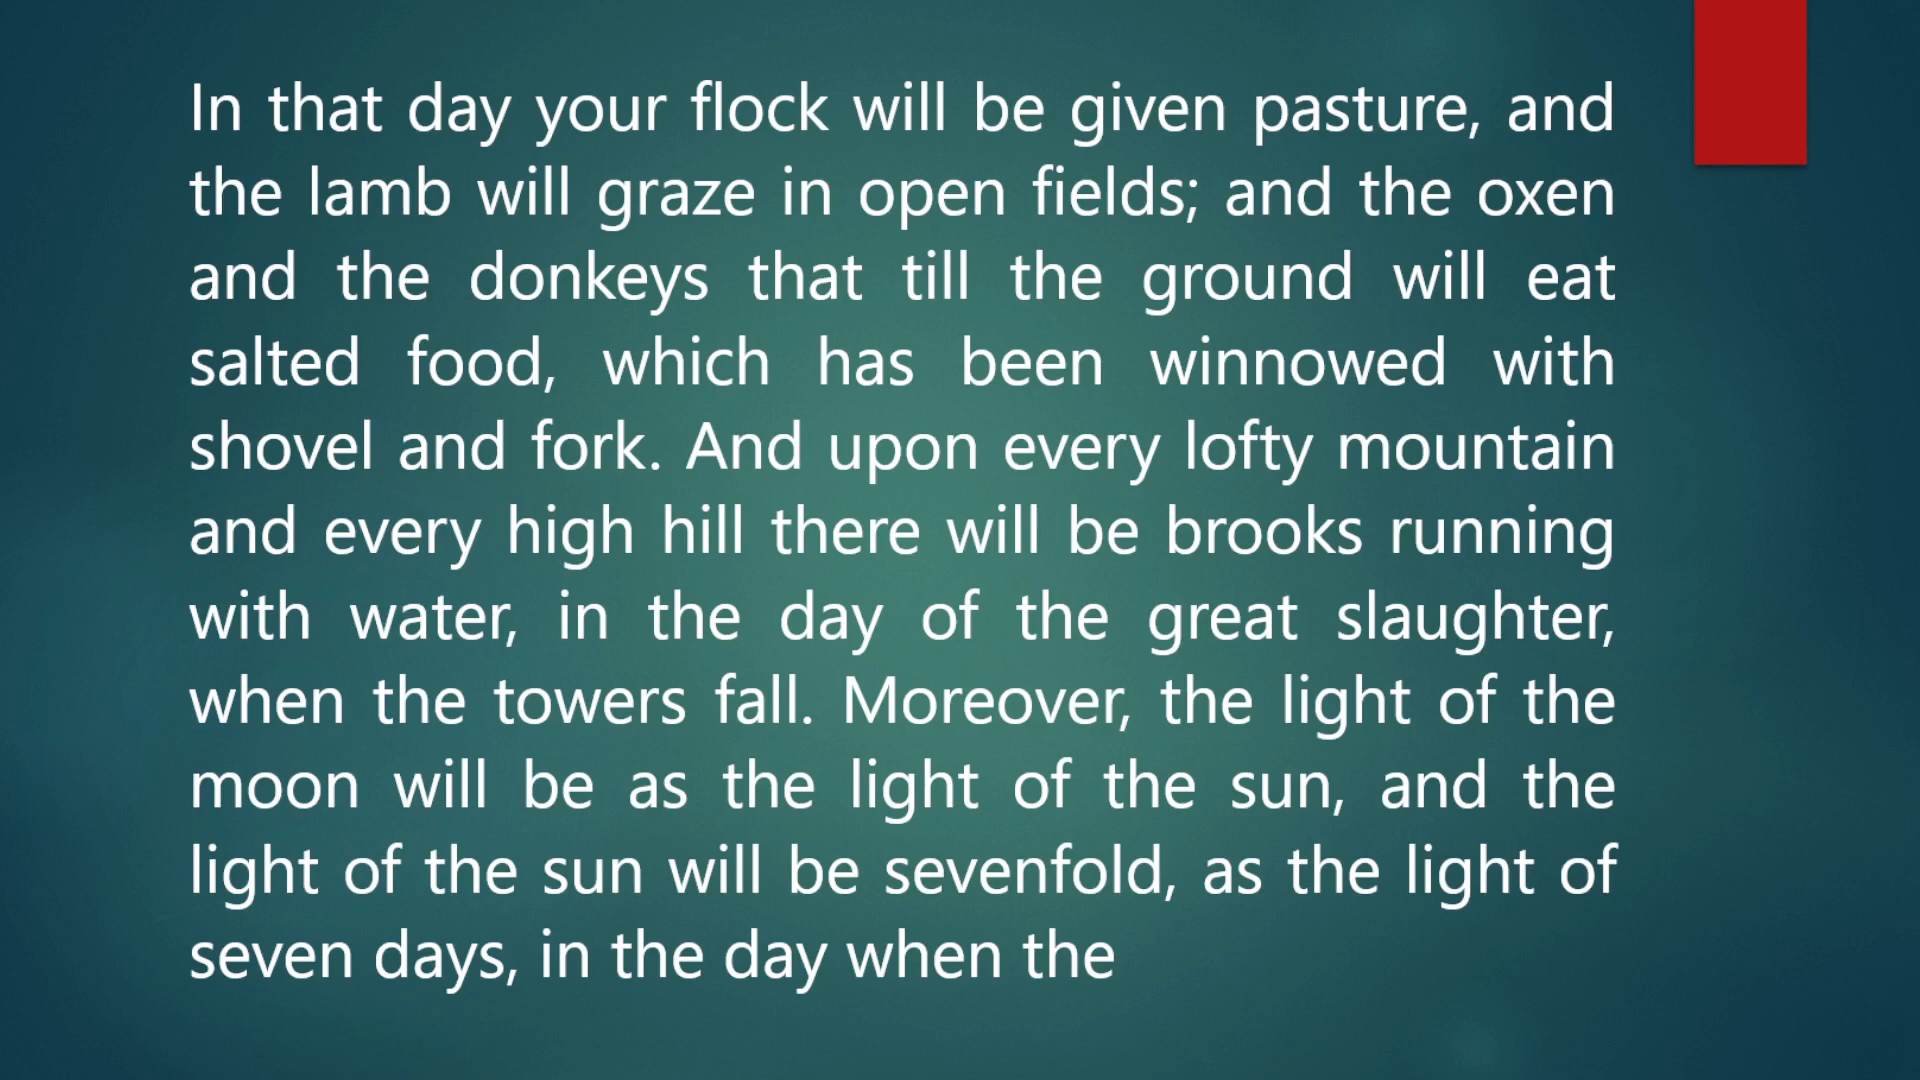 In that day your flock will be given pasture, and
the lamb will graze in open fields; and the oxen
and the donkeys that till the ground will eat
salted food, which has been winnowed with
shovel and fork. And upon every lofty mountain
and every high hill there will be brooks running
with water, in the day of the great slaughter,
when the towers fall. Moreover, the light of the
moon will be as the light of the sun, and the
light of the sun will be sevenfold, as the light of
seven days, in the day when the